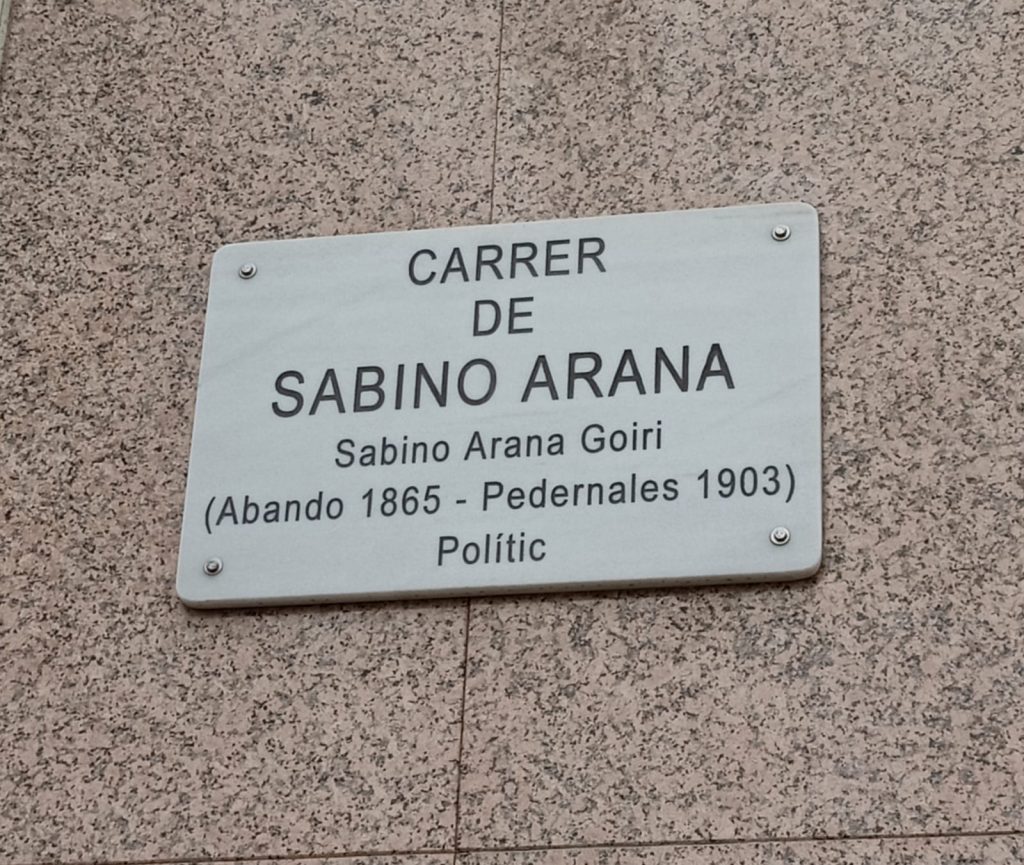 CARRER
DE
SABINO ARANA
Sabino Arana Goiri
(Abando 1865 - Pedernales 1903)
Polític